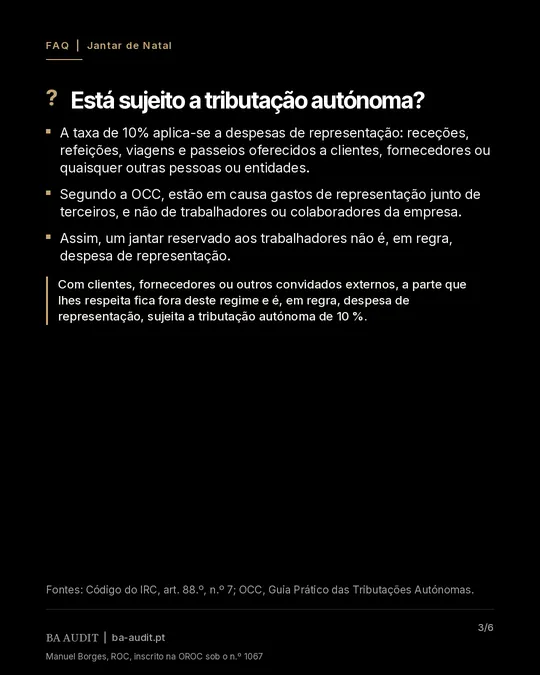 FAQ | Jantar de Natal
? Está sujeito a tributação autónoma?
▪ A taxa de 10% aplica-se a despesas de representação: receções,
refeições, viagens e passeios oferecidos a clientes, fornecedores ou
quaisquer outras pessoas ou entidades.
▪ Segundo a OCC, estão em causa gastos de representação junto de
terceiros, e não de trabalhadores ou colaboradores da empresa.
▪ Assim, um jantar reservado aos trabalhadores não é, em regra,
despesa de representação.
Com clientes, fornecedores ou outros convidados externos, a parte que
lhes respeita fica fora deste regime e é, em regra, despesa de
representação, sujeita a tributação autónoma de 10 %.
Fontes: Código do IRC, art. 88.º, n.º 7; OCC, Guia Prático das Tributações Autónomas.
3/6
BA AUDIT | ba-audit.pt
Manuel Borges, ROC, inscrito na OROC sob o n.º 1067